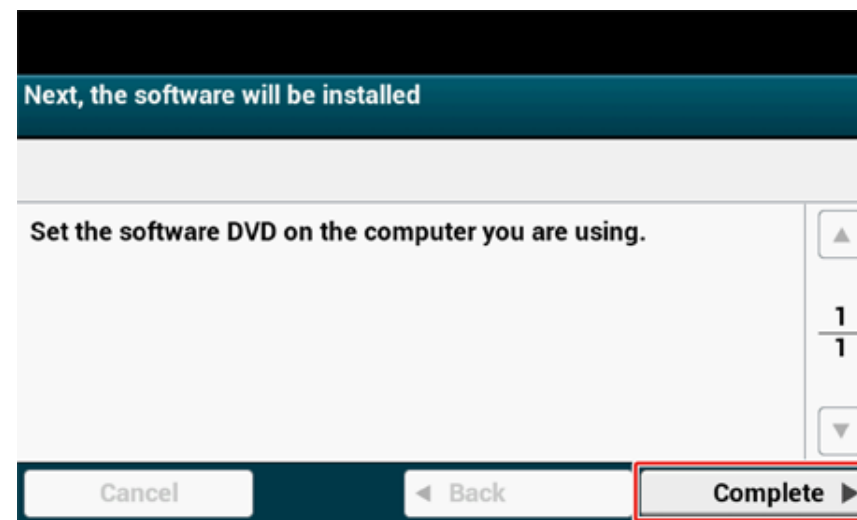 Next, the software will be installed
Set the software DVD on the computer you are using.
1
1
Cancel
Back
Complete